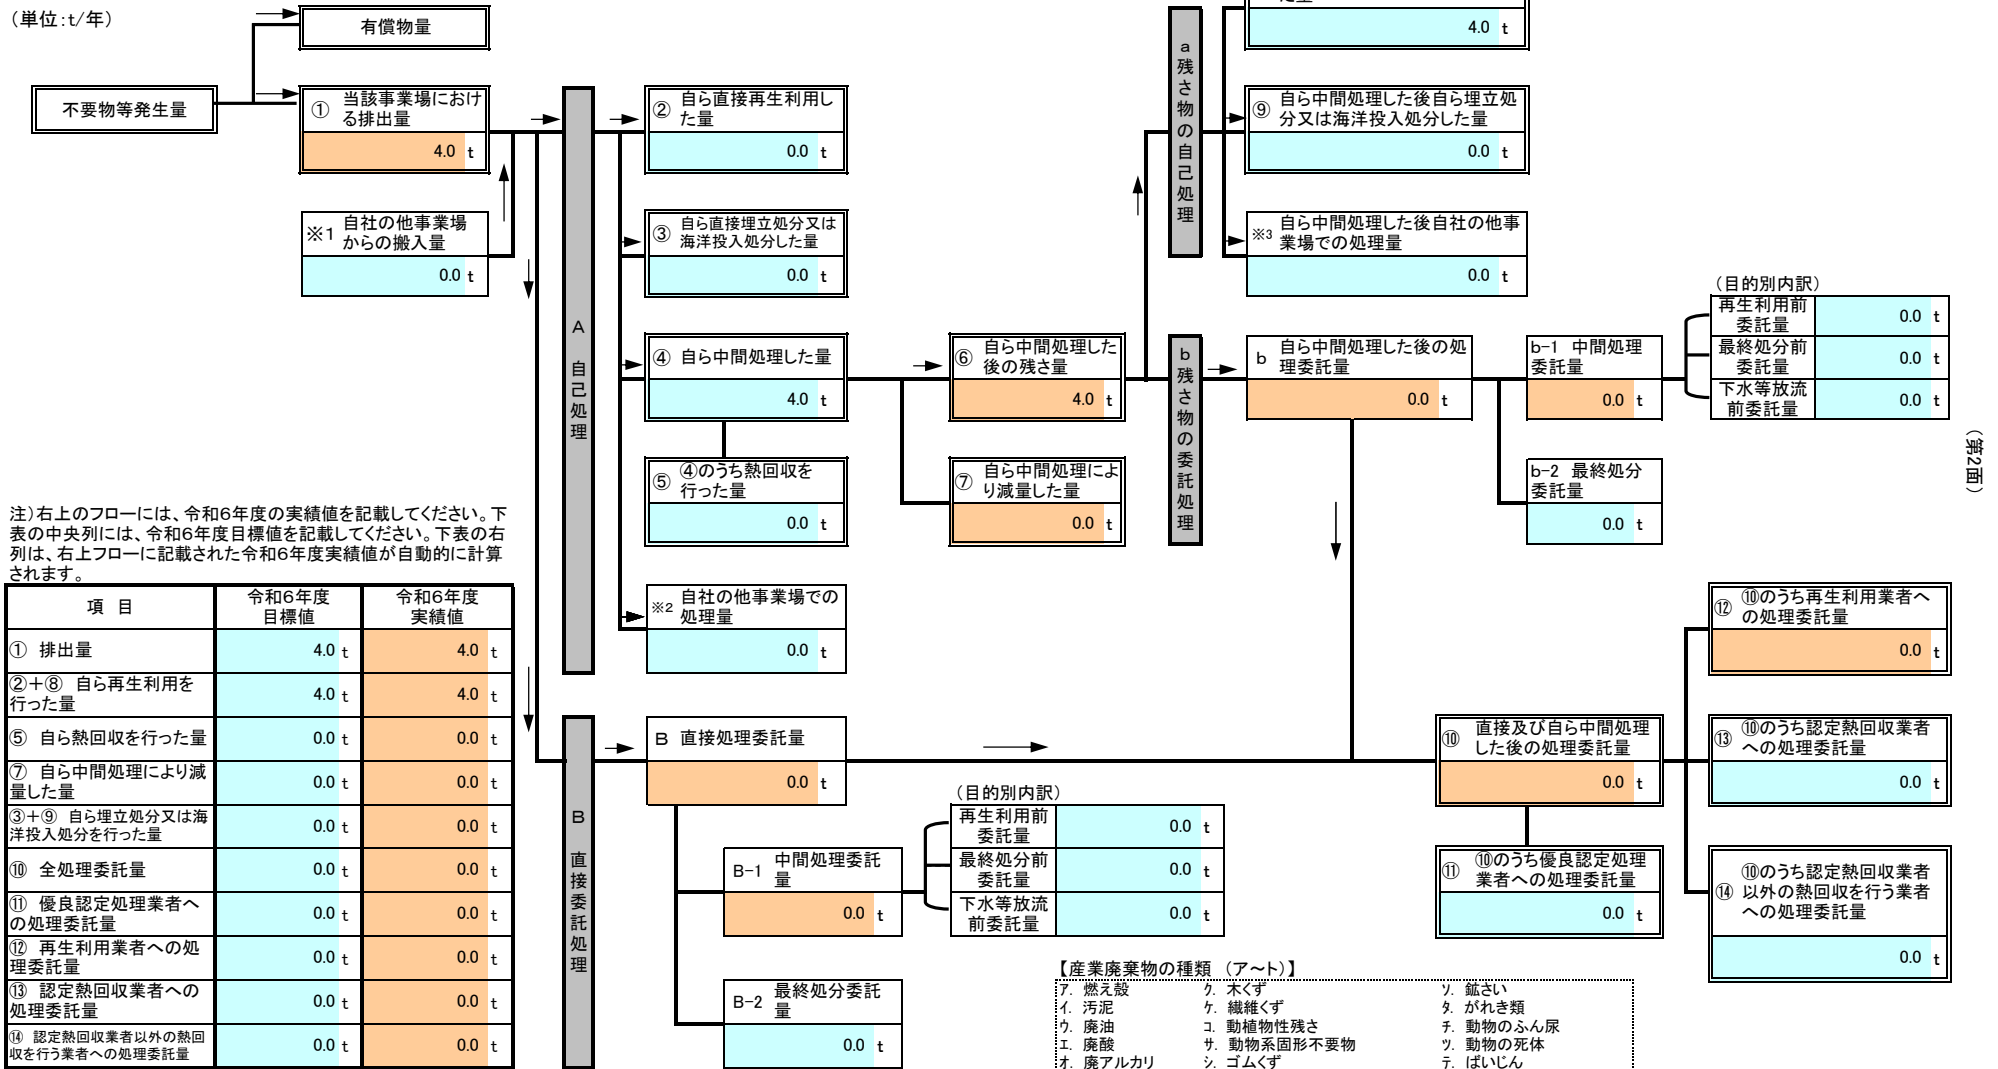 （単位：t/年）
有償物量
不要物等発生量
① 当該事業場におけ
る排出量
4.0 t
※1 自社の他事業場
からの搬入量
0.0 t
A 自己処理
② 自ら直接再生利用し
た量
0.0 t
③ 自ら直接埋立処分又は
海洋投入処分した量
0.0 t
④ 自ら中間処理した量
4.0 t
⑤ ④のうち熱回収を
行った量
0.0 t
※2 自社の他事業場での
処理量
0.0 t
⑥ 自ら中間処理した
後の残さ量
4.0 t
⑦ 自ら中間処理によ
り減量した量
0.0 t
a残さ物の自己処理
4.0 t
⑨ 自ら中間処理した後自ら埋立処
分又は海洋投入処分した量
0.0 t
※3 自ら中間処理した後自社の他事
業場での処理量
0.0 t
b残さ物の委託処理
b 自ら中間処理した後の処
理委託量
0.0 t
b-1 中間処理
委託量
0.0 t
b-2 最終処分
委託量
0.0 t
（目的別内訳）
再生利用前
委託量
0.0 t
最終処分前
委託量
0.0 t
下水等放流
前委託量
0.0 t
（第2面）
注）右上のフローには、令和6年度の実績値を記載してください。下
表の中央列には、令和6年度目標値を記載してください。下表の右
列は、右上フローに記載された令和6年度実績値が自動的に計算
されます。
項 目
令和6年度
目標値
令和6年度
実績値
① 排出量
4.0 t 4.0 t
②＋⑧ 自ら再生利用を
行った量
4.0 t 4.0 t
⑤ 自ら熱回収を行った量
0.0 t 0.0 t
⑦ 自ら中間処理により減
量した量
0.0 t 0.0 t
③＋⑨ 自ら埋立処分又は海
洋投入処分を行った量
0.0 t 0.0 t
⑩ 全処理委託量
0.0 t 0.0 t
⑪ 優良認定処理業者へ
の処理委託量
0.0 t 0.0 t
⑫ 再生利用業者への処
理委託量
0.0 t 0.0 t
⑬ 認定熱回収業者への
処理委託量
0.0 t 0.0 t
⑭ 認定熱回収業者以外の熱回
収を行う業者への処理委託量
0.0 t 0.0 t
B 直接委託処理
B 直接処理委託量
0.0 t
B-1 中間処理委託
量
0.0 t
B-2 最終処分委託
量
0.0 t
（目的別内訳）
再生利用前
委託量
0.0 t
最終処分前
委託量
0.0 t
下水等放流
前委託量
0.0 t
⑩ 直接及び自ら中間処理
した後の処理委託量
0.0 t
⑪ ⑩のうち優良認定処理
業者への処理委託量
0.0 t
⑫ ⑩のうち再生利用業者へ
の処理委託量
0.0 t
⑬ ⑩のうち認定熱回収業者
への処理委託量
0.0 t
⑭ ⑩のうち認定熱回収業者
以外の熱回収を行う業者
への処理委託量
0.0 t
【産業廃棄物の種類 （ア～ト）】
ア．燃え殻 ク．木くず ソ．鉱さい
イ．汚泥 ケ．繊維くず タ．がれき類
ウ．廃油 コ．動植物性残さ チ．動物のふん尿
エ．廃酸 サ．動物系固形不要物 ツ．動物の死体
オ．廃アルカリ シ．ゴムくず テ．ばいじん